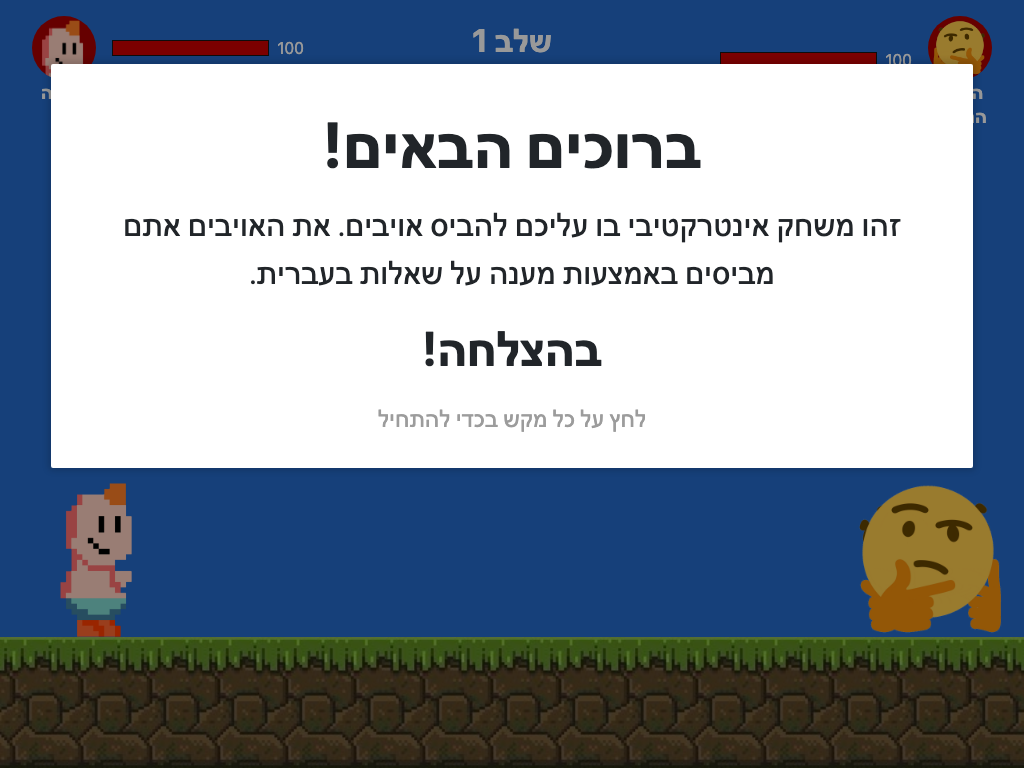 שלב 1
100
100
ברוכים הבאים!
זהו משחק אינטרקטיבי בו עליכם להביס אויבים. את האויבים אתם
מביסים באמצעות מענה על שאלות בעברית.
בהצלחה!
לחץ על כל מקש בכדי להתחיל